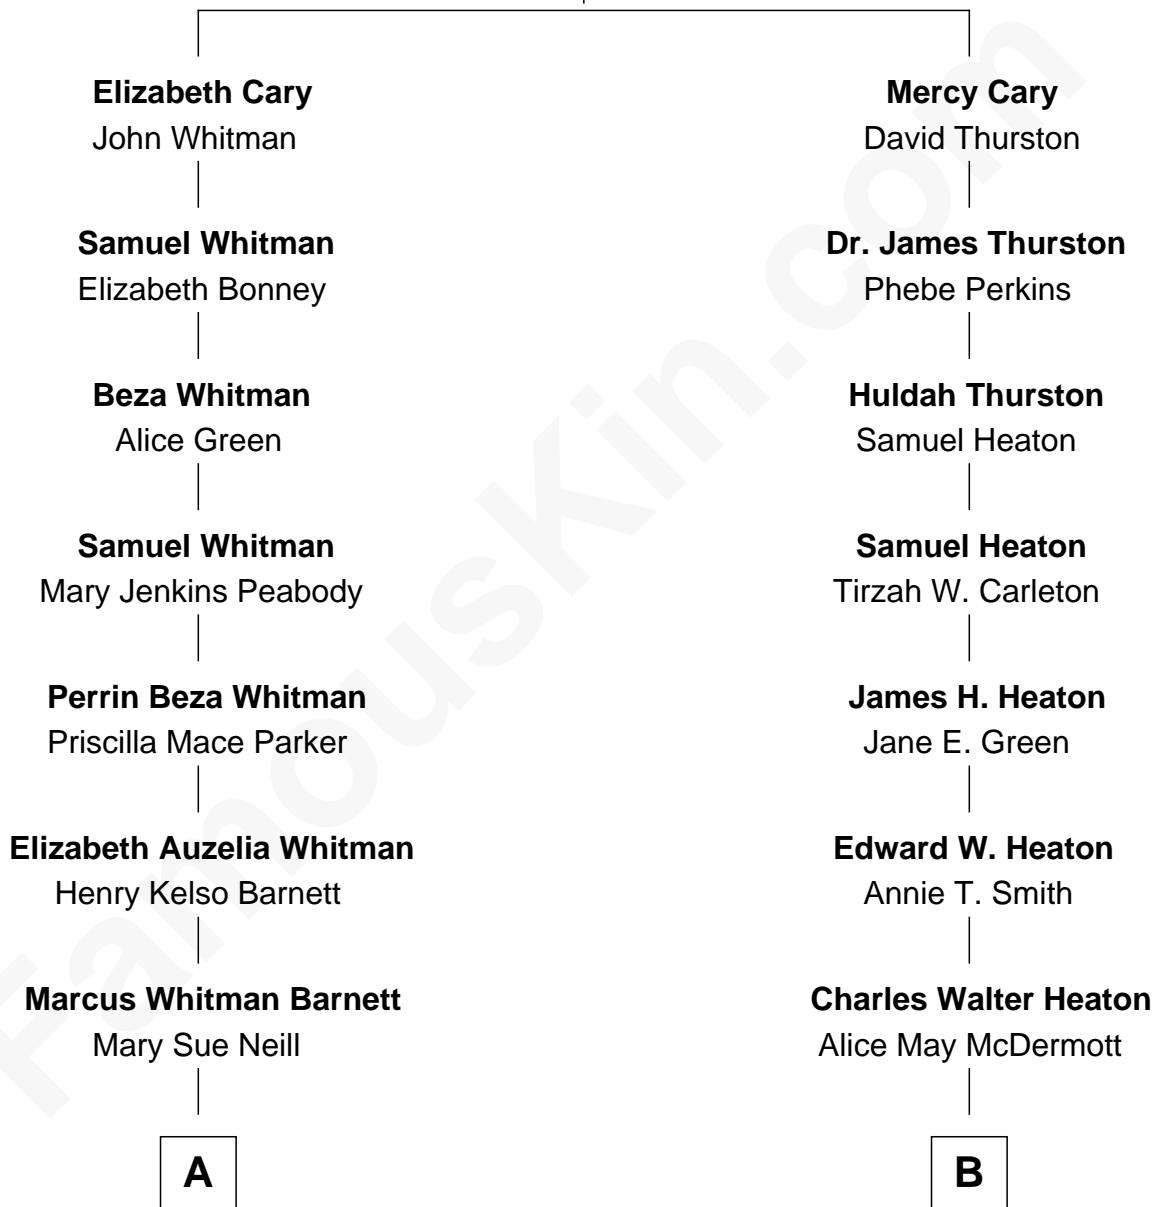 Elizabeth Cary
John Whitman
Samuel Whitman
Elizabeth Bonney
Beza Whitman
Alice Green
Samuel Whitman
Mary Jenkins Peabody
Perrin Beza Whitman
Priscilla Mace Parker
Elizabeth Auzelia Whitman
Henry Kelso Barnett
Marcus Whitman Barnett
Mary Sue Neill
A
Mercy Cary
David Thurston
Dr. James Thurston
Phebe Perkins
Huldah Thurston
Samuel Heaton
Samuel Heaton
Tirzah W. Carleton
James H. Heaton
Jane E. Green
Edward W. Heaton
Annie T. Smith
Charles Walter Heaton
Alice May McDermott
B
FamousKin.com